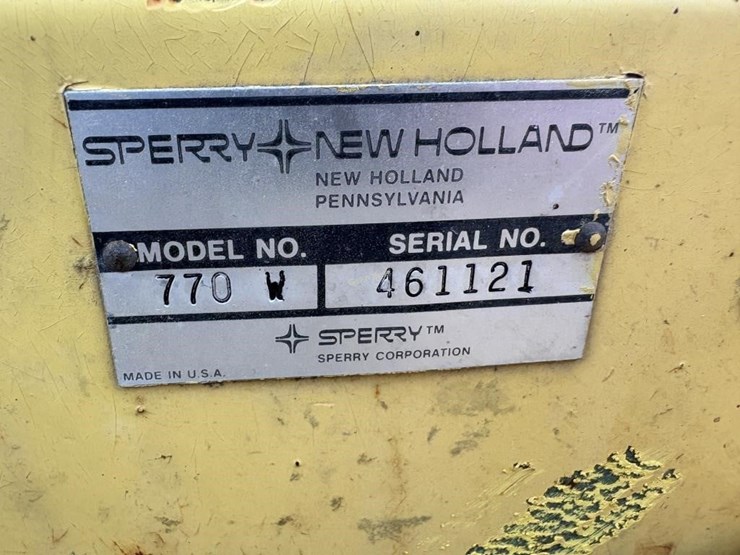 SPERRY NEW HOLLAND™
NEW HOLLAND
PENNSYLVANIA
MODEL NO. SERIAL NO.
770 W 461121
SPERRY™
SPERRY CORPORATION
MADE IN U.S.A.